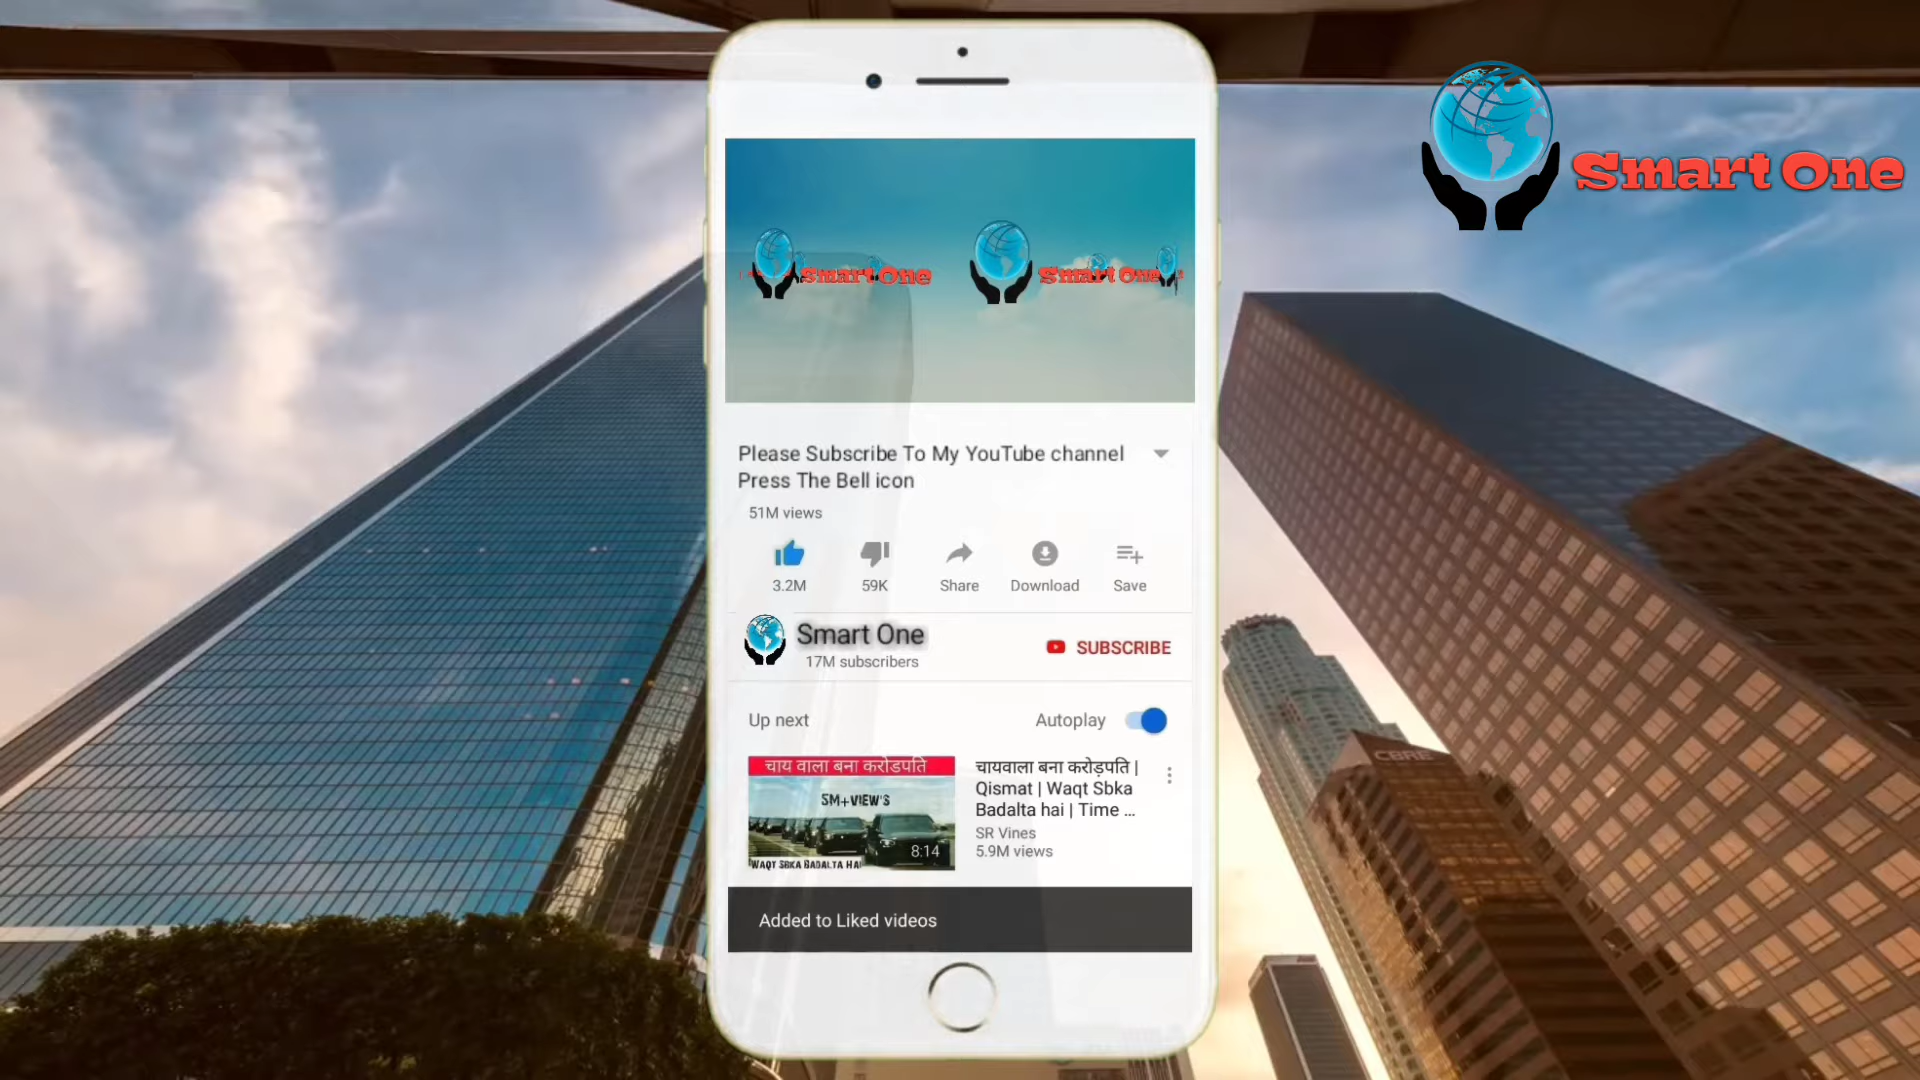 Smart One
Smart One
Smart One
Please Subscribe To My YouTube channel
Press The Bell icon
51M views
3.2M
59K
Share
Download
Save
Smart One
17M subscribers
SUBSCRIBE
Up next
Autoplay
चाय वाला बना करोडपति
5M+VIEW'S
8:14
WAQT SBKA BADALTA HAI
चायवाला बना करोड़पति |
Qismat | Waqt Sbka
Badalta hai | Time ...
SR Vines
5.9M views
Added to Liked videos
CBRE